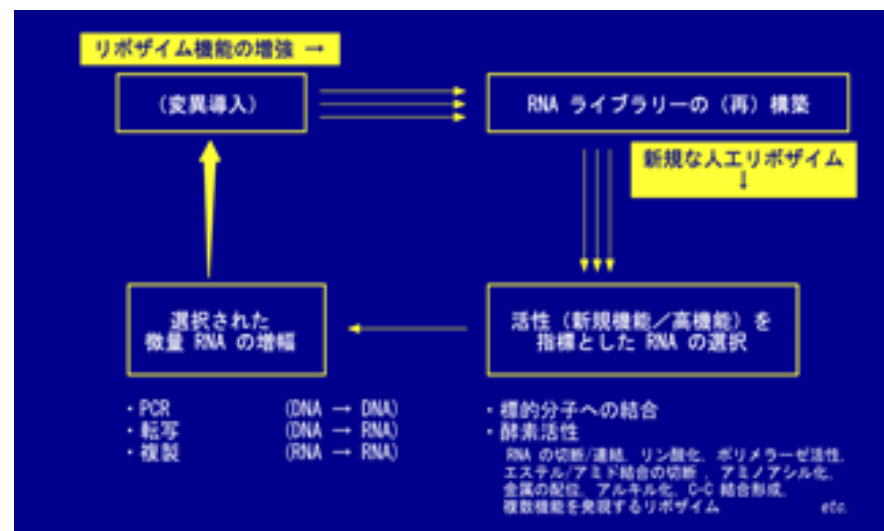 リボザイム機能の増強 →
(変異導入)
RNA ライブラリーの (再) 構築
新規な人工リボザイム
↓
選択された
微量 RNA の増幅
活性 (新規機能/高機能) を
指標とした RNA の選択
・PCR (DNA → DNA)
・転写 (DNA → RNA)
・複製 (RNA → RNA)
・標的分子への結合
・酵素活性
RNA の切断/連結、リン酸化、ポリメラーゼ活性、
エステル/アミド結合の切断 、アミノアシル化、
金属の配位、アルキル化、C-C 結合形成、
複数機能を発現するリボザイム etc.